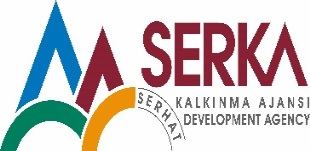 SERKA
SERHAT
KALKINMA AJANSI
DEVELOPMENT AGENCY